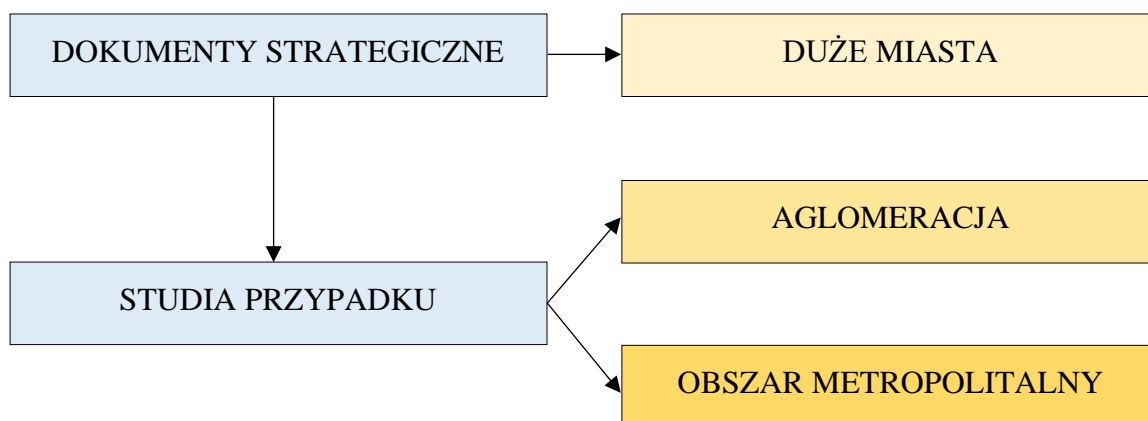 DOKUMENTY STRATEGICZNE
DUŻE MIASTA
AGLOMERACJA
STUDIA PRZYPADKU
OBSZAR METROPOLITALNY